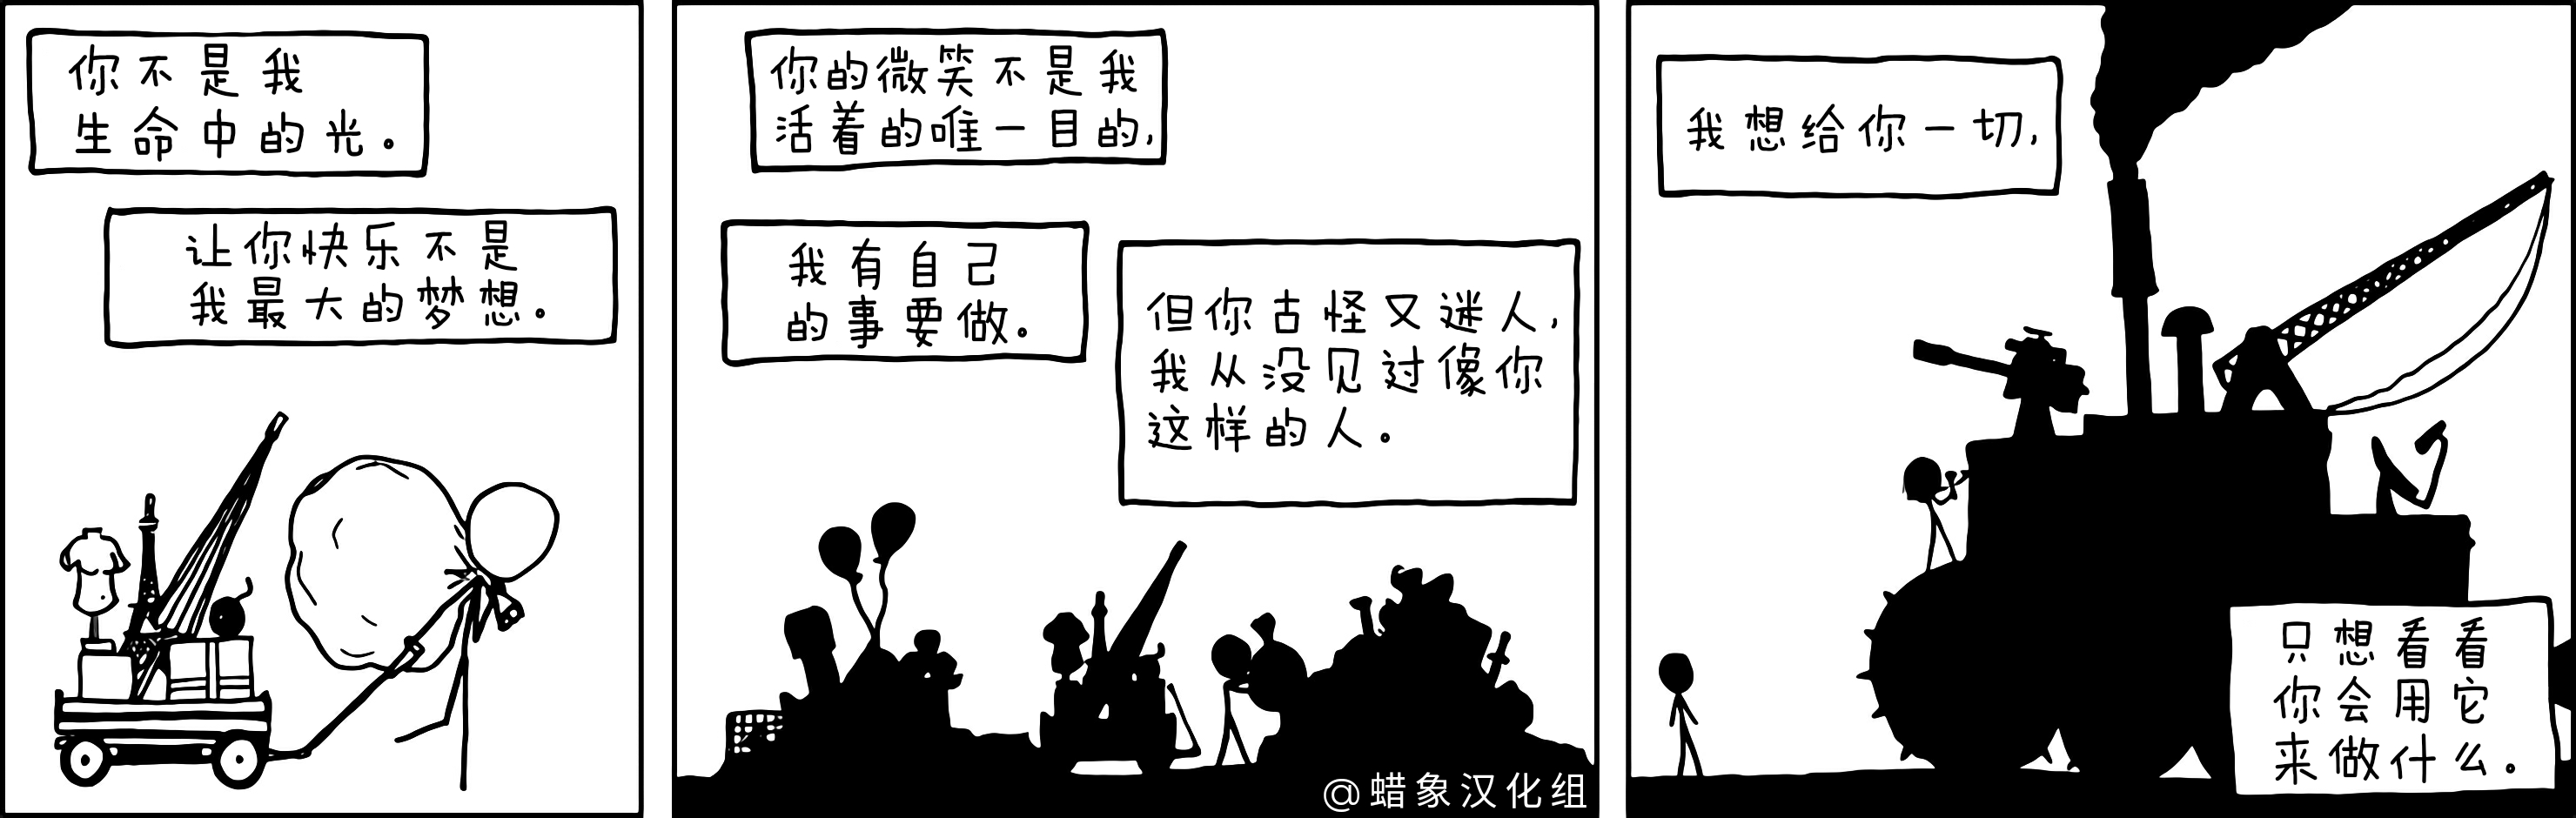 你不是我
生命中的光。
让你快乐不是
我最大的梦想。
你的微笑不是我
活着的唯一目的,
我有自己
的事要做。
但你古怪又迷人,
我从没见过像你
这样的人。
@蜡象汉化组
我想给你一切,
只想看看
你会用它
来做什么。